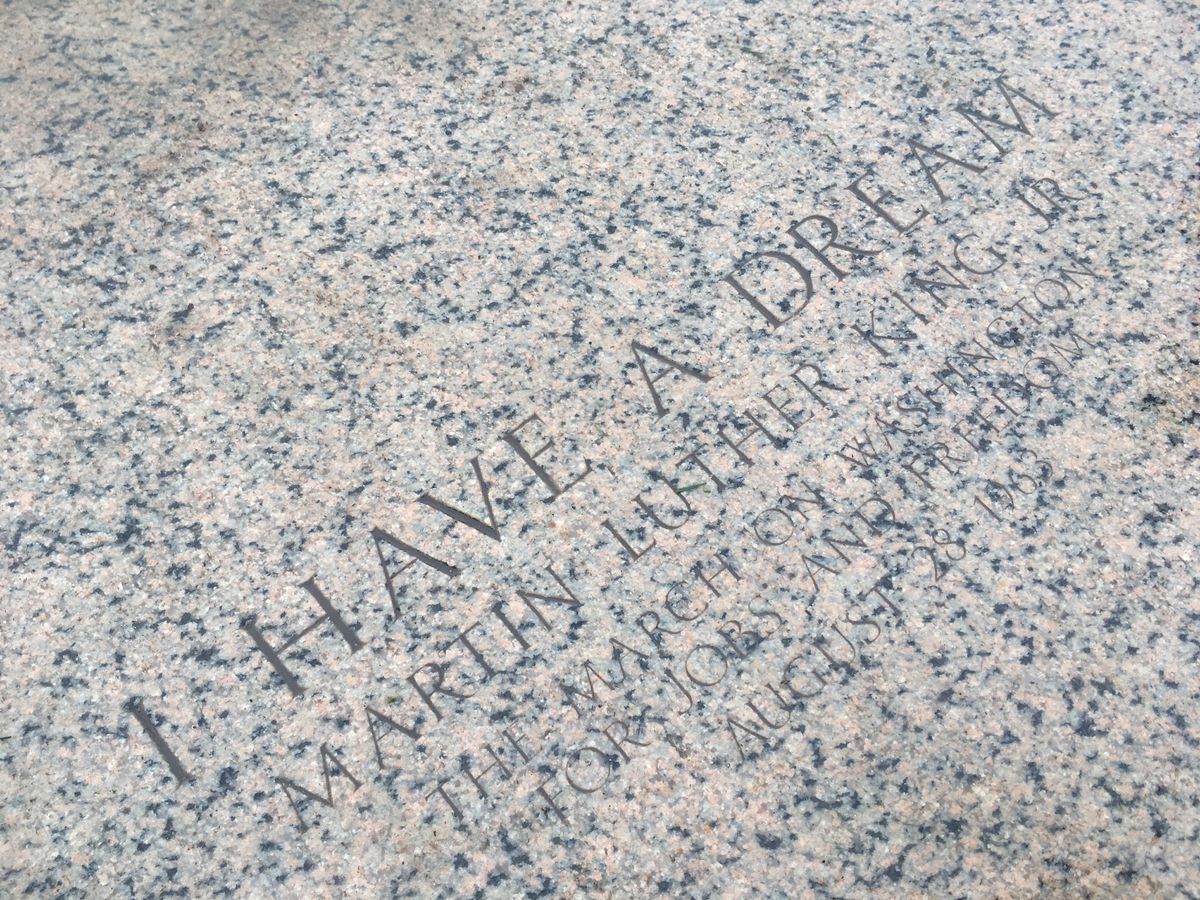 I HAVE A DREAM
MARTIN LUTHER KING JR
THE MARCH ON WASHINGTON
FOR JOBS AND FREEDOM
AUGUST 28 1963